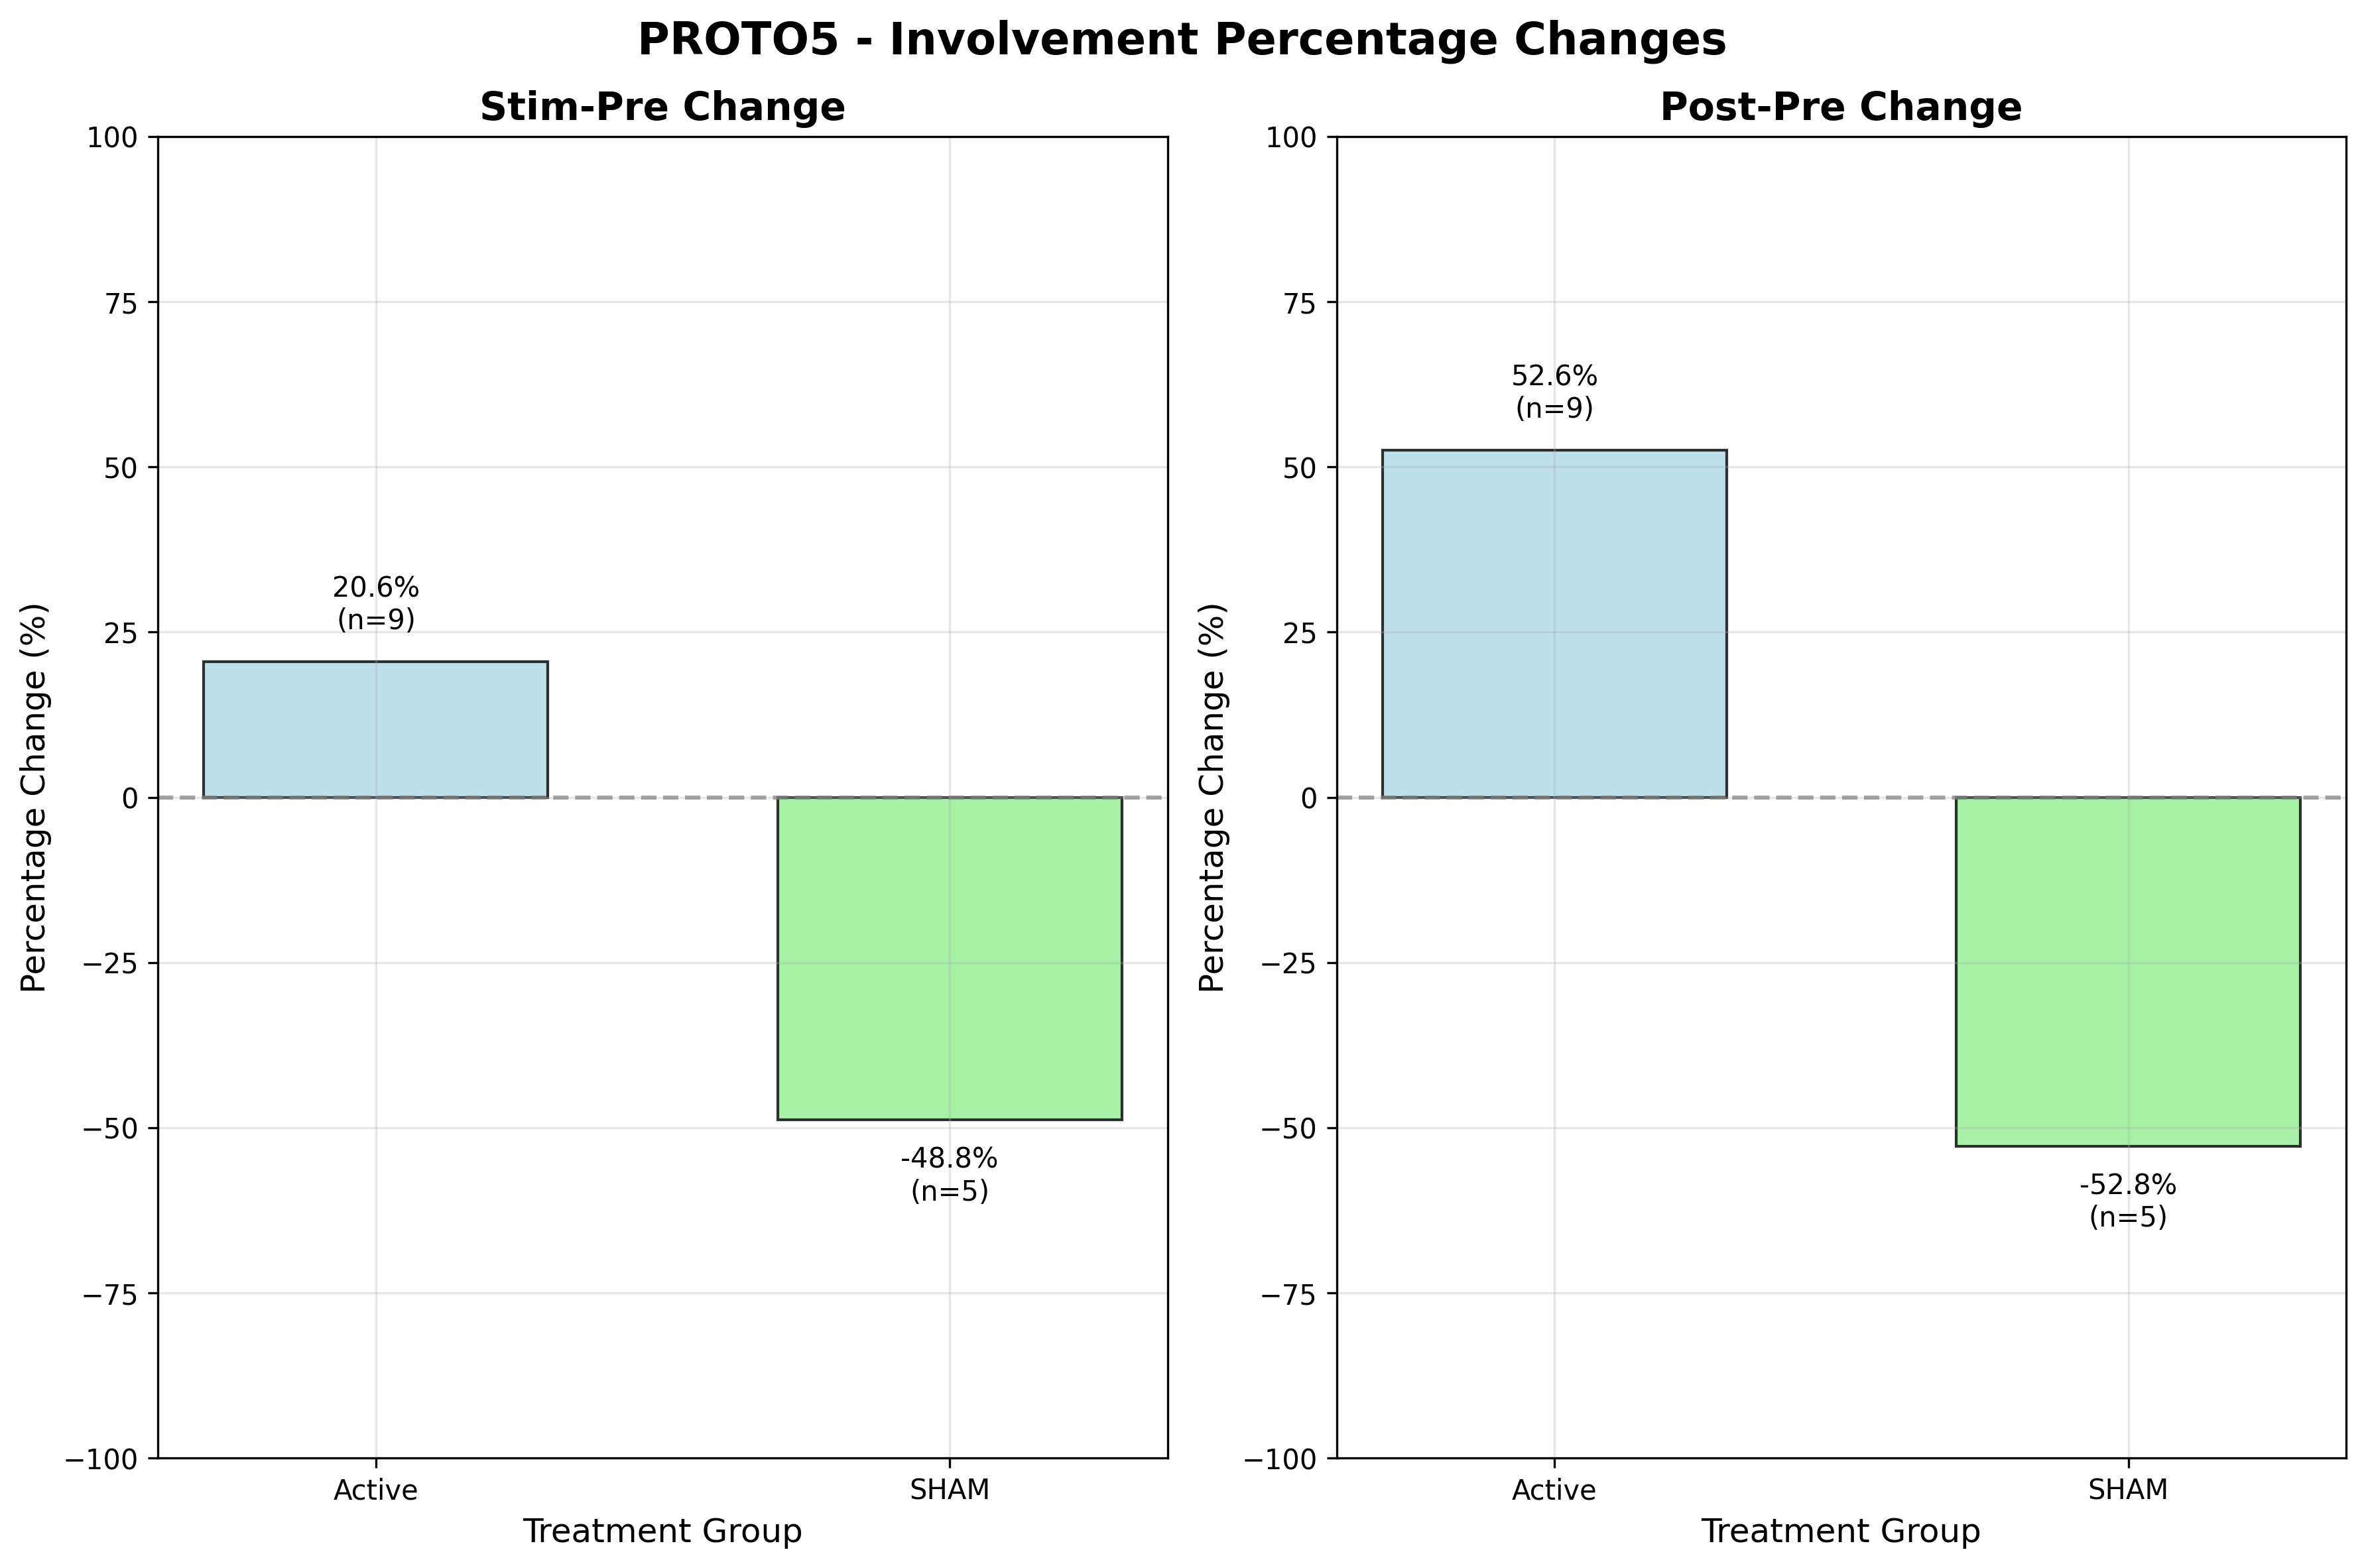 PROTO5 - Involvement Percentage Changes
Stim-Pre Change
Percentage Change (%)
100
75
50
25
0
−25
−50
−75
−100
20.6%
(n=9)
-48.8%
(n=5)
Active
SHAM
Treatment Group
Post-Pre Change
Percentage Change (%)
100
75
50
25
0
−25
−50
−75
−100
52.6%
(n=9)
-52.8%
(n=5)
Active
SHAM
Treatment Group